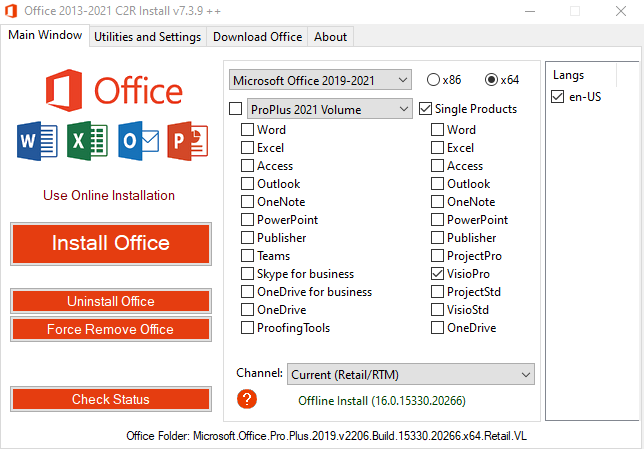 Office 2013-2021 C2R Install v7.3.9 ++
Main Window Utilities and Settings Download Office About
Office
W X O P
Use Online Installation
Install Office
Uninstall Office
Force Remove Office
Check Status
Microsoft Office 2019-2021 x86 x64
ProPlus 2021 Volume Single Products
Word Word
Excel Excel
Access Access
Outlook Outlook
OneNote OneNote
PowerPoint PowerPoint
Publisher Publisher
Teams ProjectPro
Skype for business VisioPro
OneDrive for business ProjectStd
OneDrive VisioStd
ProofingTools OneDrive
Channel: Current (Retail/RTM)
? Offline Install (16.0.15330.20266)
Langs
en-US
Office Folder: Microsoft.Office.Pro.Plus.2019.v2206.Build.15330.20266.x64.Retail.VL